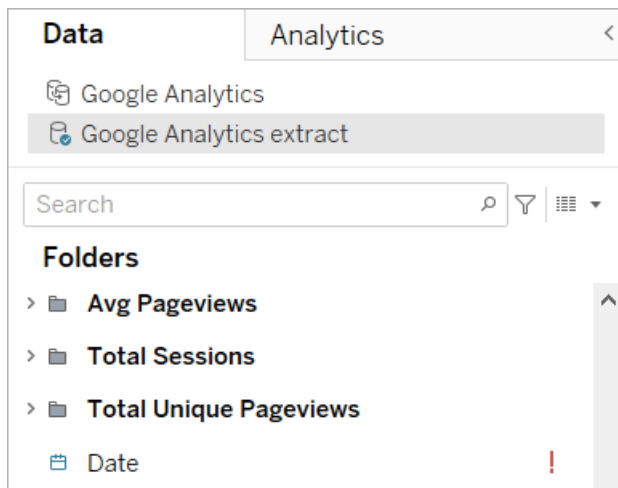 Data
Analytics
Google Analytics
Google Analytics extract
Search
Folders
Avg Pageviews
Total Sessions
Total Unique Pageviews
Date !